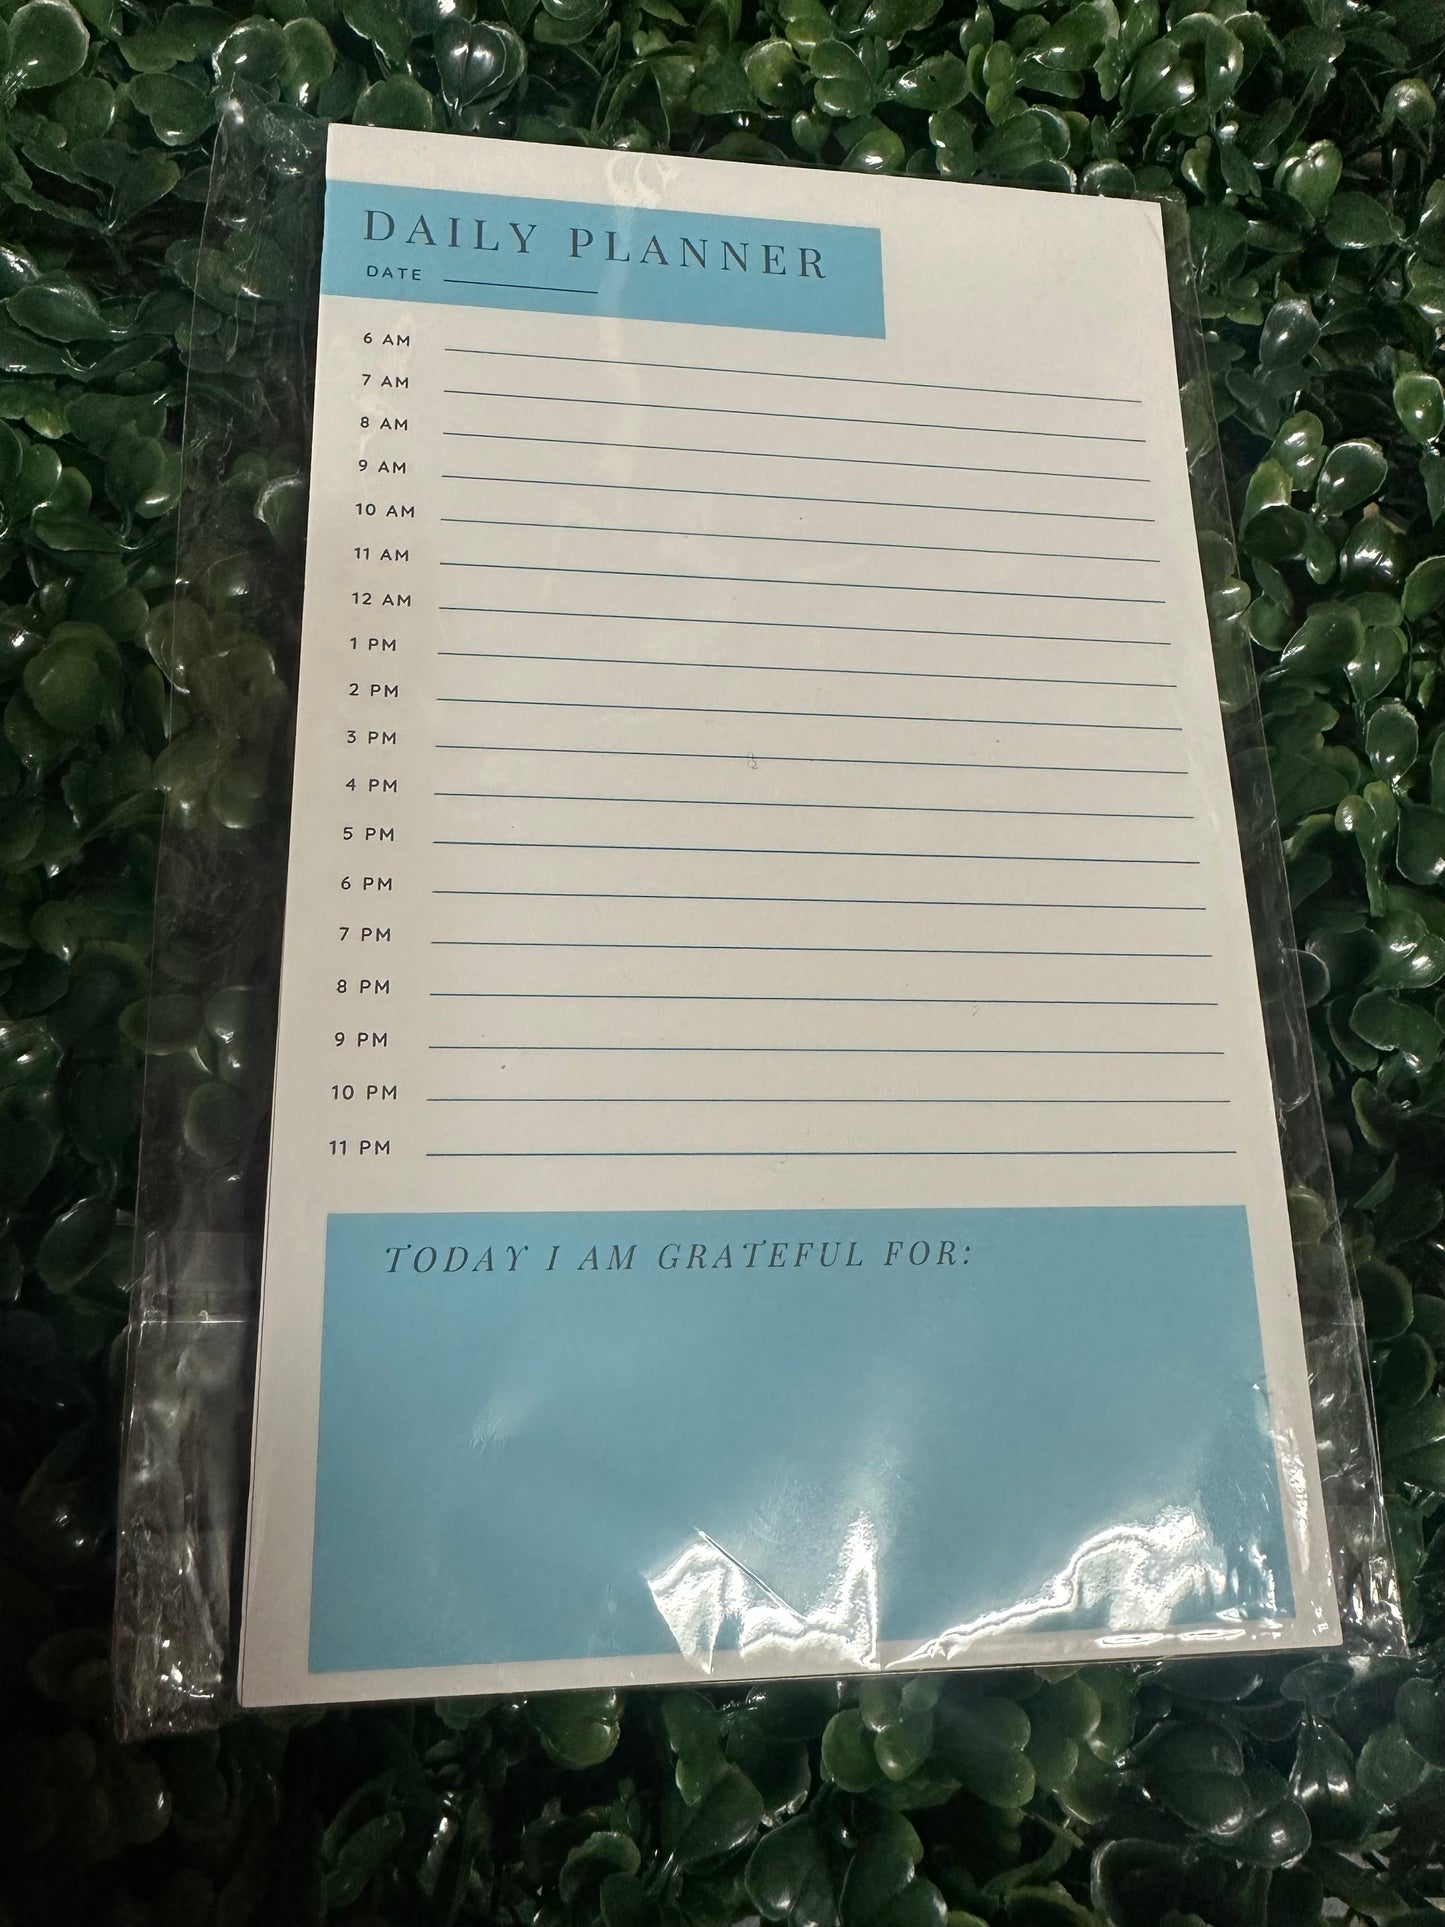 DAILY PLANNER
DATE
6 AM
7 AM
8 AM
9 AM
10 AM
11 AM
12 AM
1 PM
2 PM
3 PM
4 PM
5 PM
6 PM
7 PM
8 PM
9 PM
10 PM
11 PM
TODAY I AM GRATEFUL FOR: